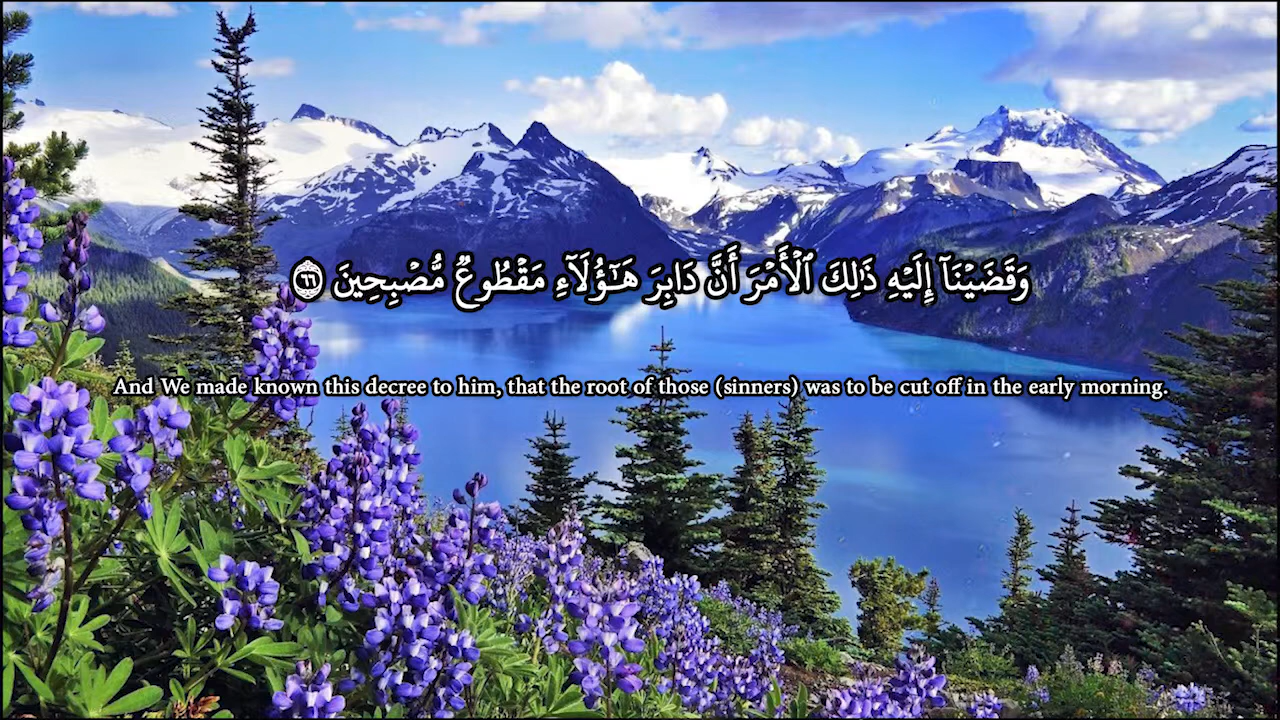 وَقَضَيْنَآ إِلَيْهِ ذَٰلِكَ ٱلْأَمْرَ أَنَّ دَابِرَ هَـٰٓؤُلَآءِ مَقْطُوعٌ مُّصْبِحِينَ ٦٦
And We made known this decree to him, that the root of those (sinners) was to be cut off in the early morning.